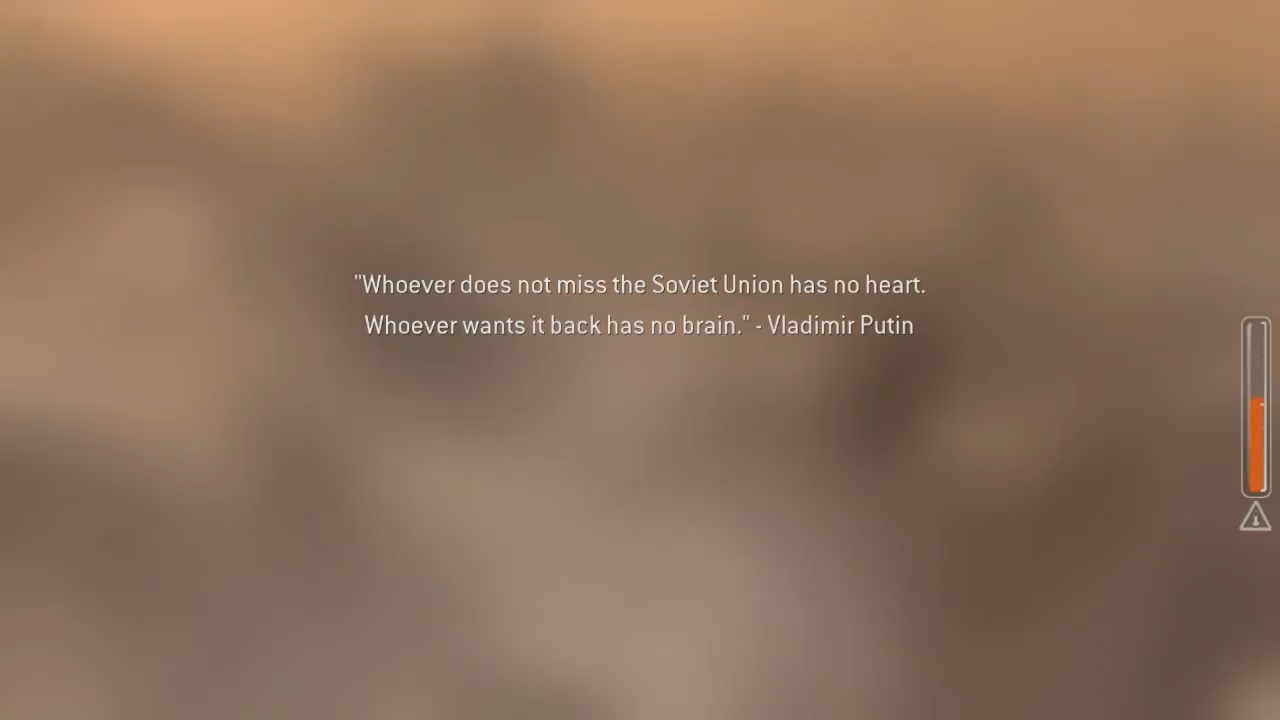 "Whoever does not miss the Soviet Union has no heart.
Whoever wants it back has no brain." - Vladimir Putin